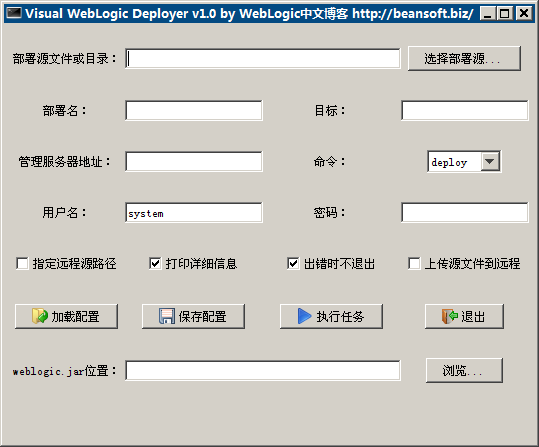 Visual WebLogic Deployer v1.0 by WebLogic中文博客 http://beansoft.biz/
部署源文件或目录： 选择部署源...
部署名： 目标：
管理服务器地址： 命令： deploy
用户名： system 密码：
指定远程源路径 打印详细信息 出错时不退出 上传源文件到远程
加载配置 保存配置 执行任务 退出
weblogic.jar位置： 浏览...